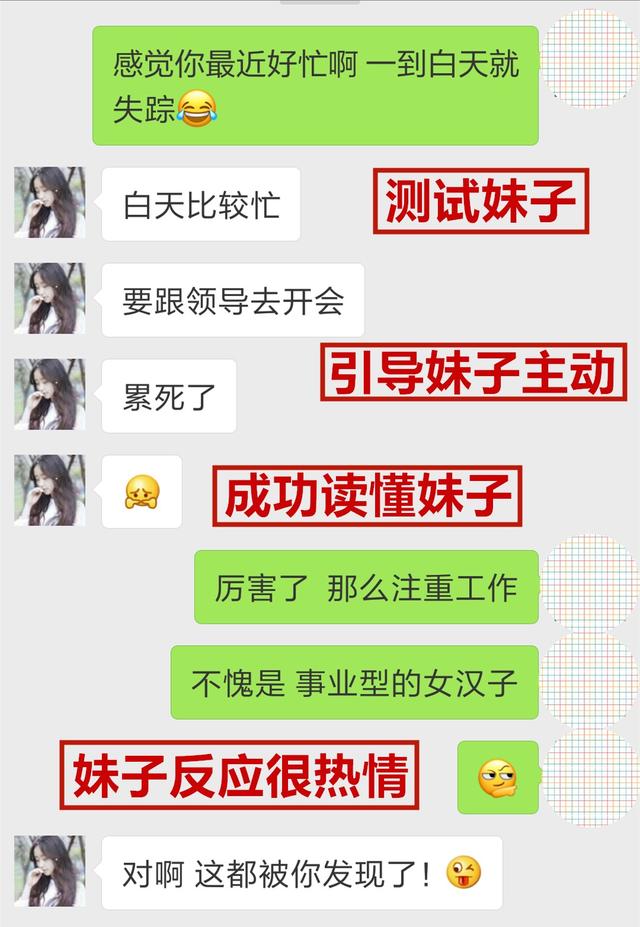 感觉你最近好忙啊 一到白天就
失踪😂
白天比较忙
测试妹子
要跟领导去开会
引导妹子主动
累死了
成功读懂妹子
厉害了 那么注重工作
不愧是 事业型的女汉子
妹子反应很热情
对啊 这都被你发现了！😜